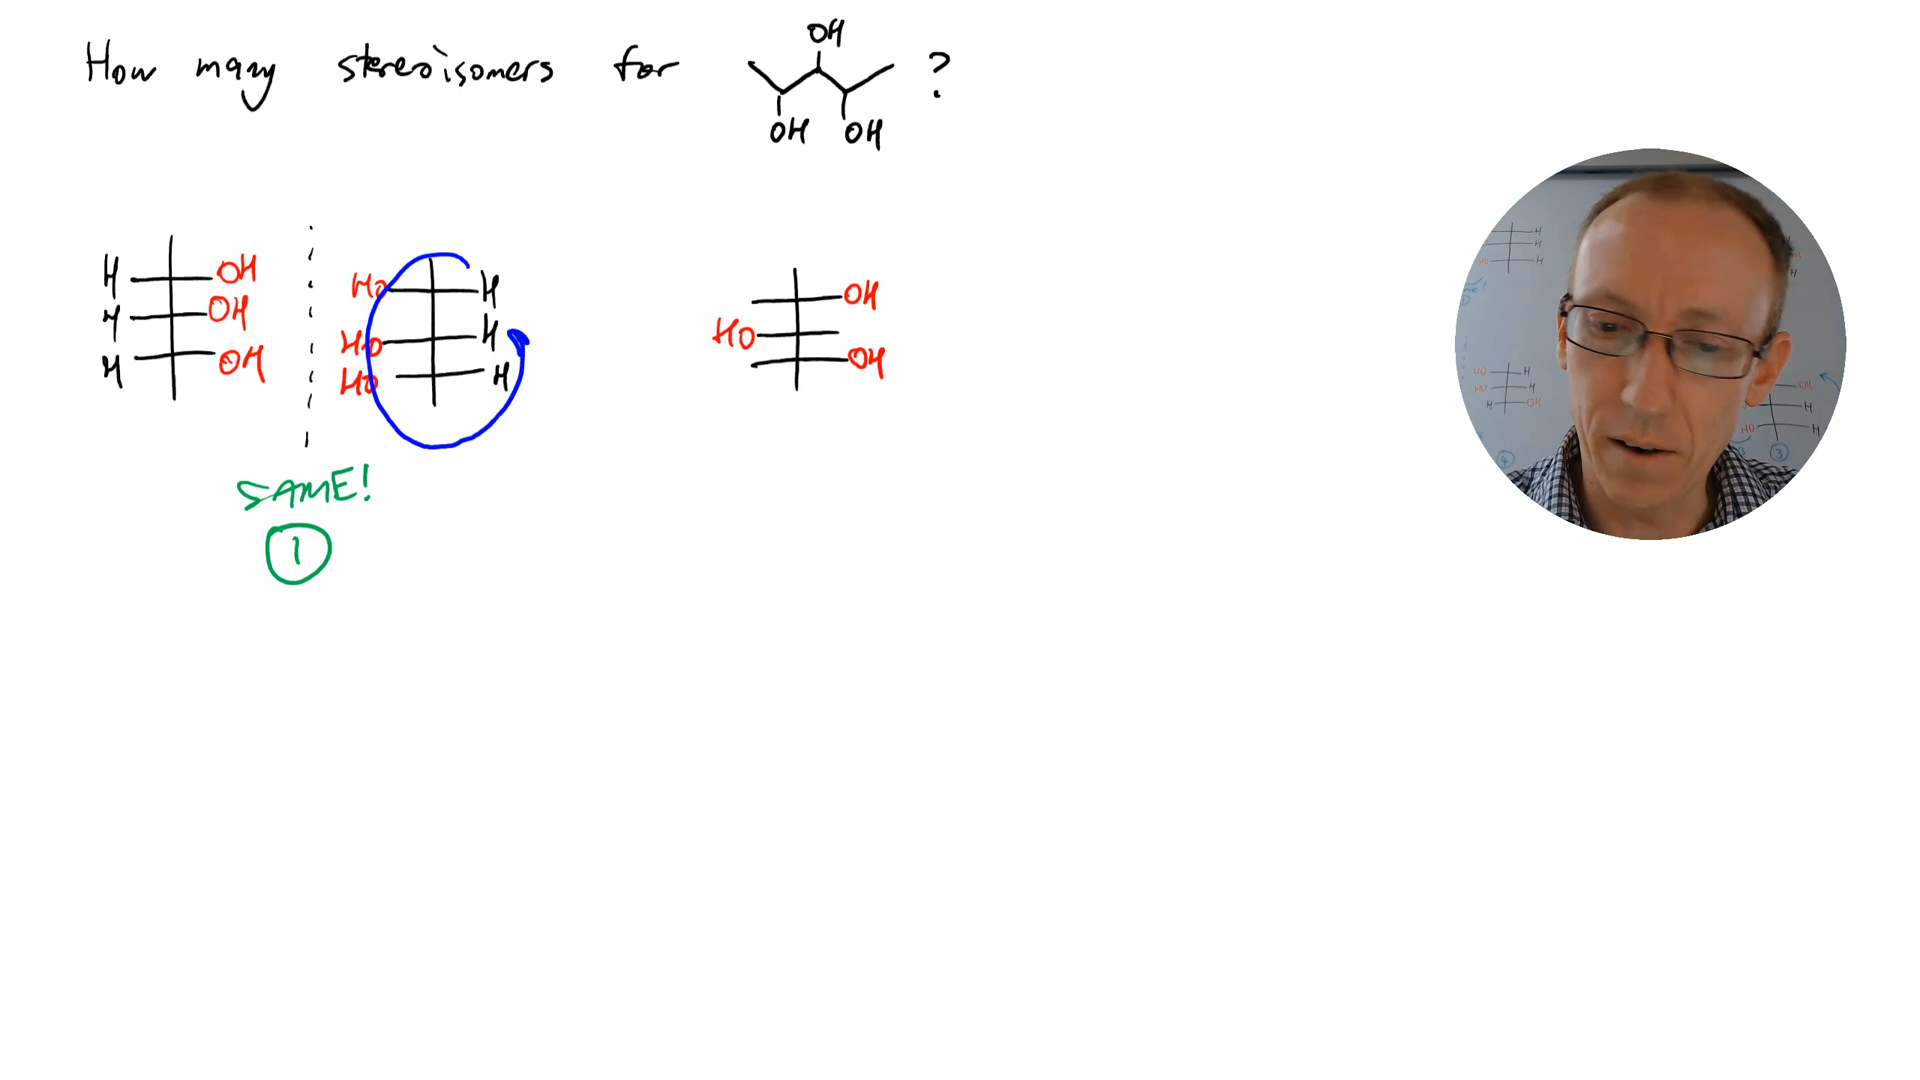 How many stereoisomers for ?
OH
OH OH
H OH
H OH
H OH
HO H
HO H
HO H
OH
HO
OH
SAME!
1